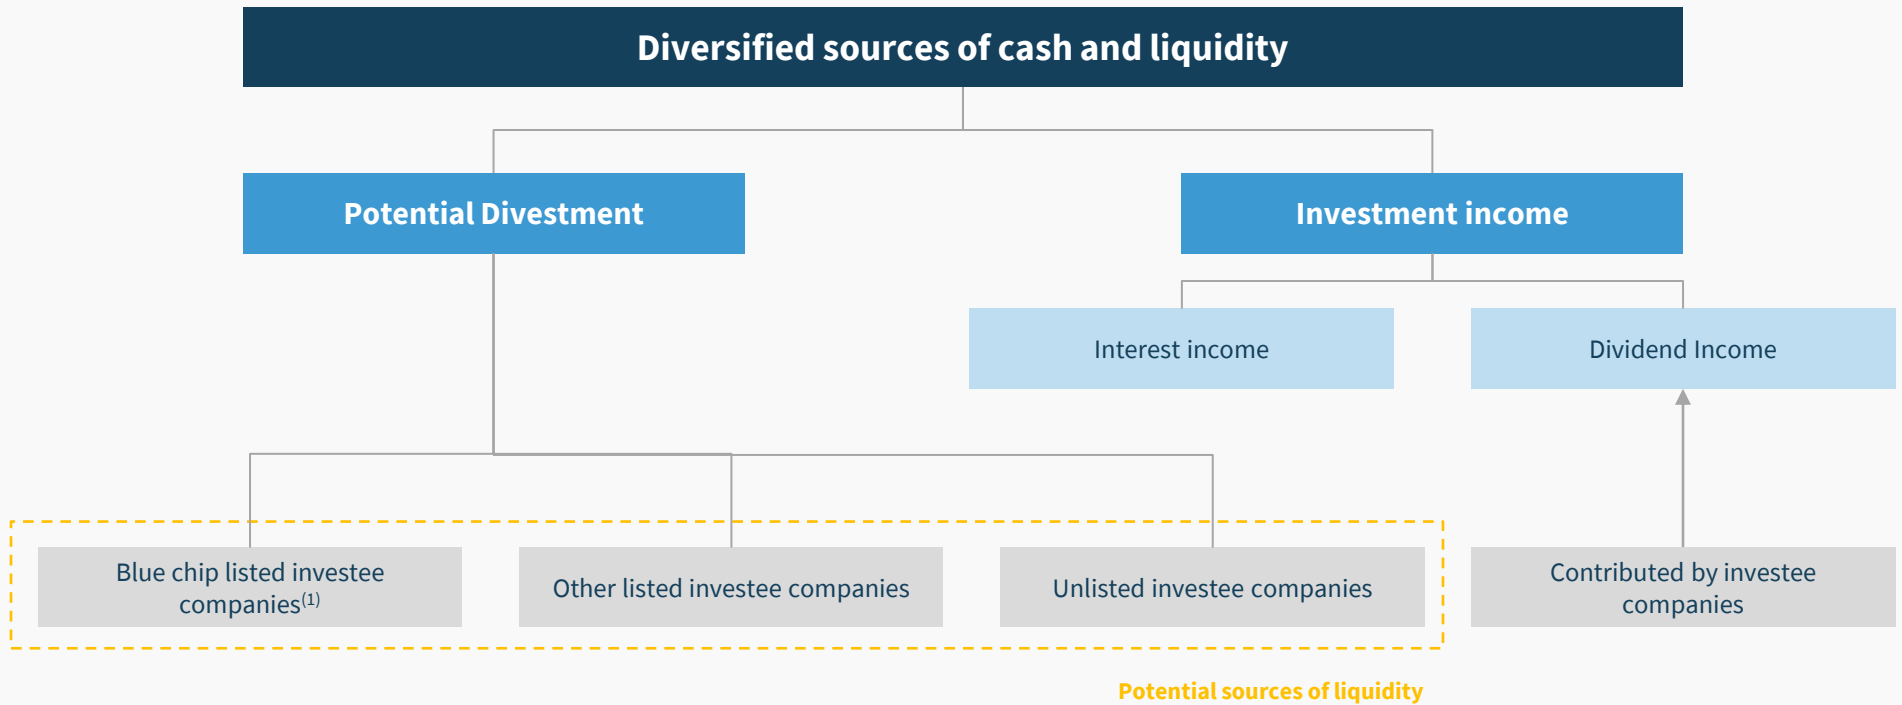 Diversified sources of cash and liquidity
Potential Divestment
Investment income
Interest income
Dividend Income
Blue chip listed investee
companies(1)
Other listed investee companies
Unlisted investee companies
Contributed by investee
companies
Potential sources of liquidity